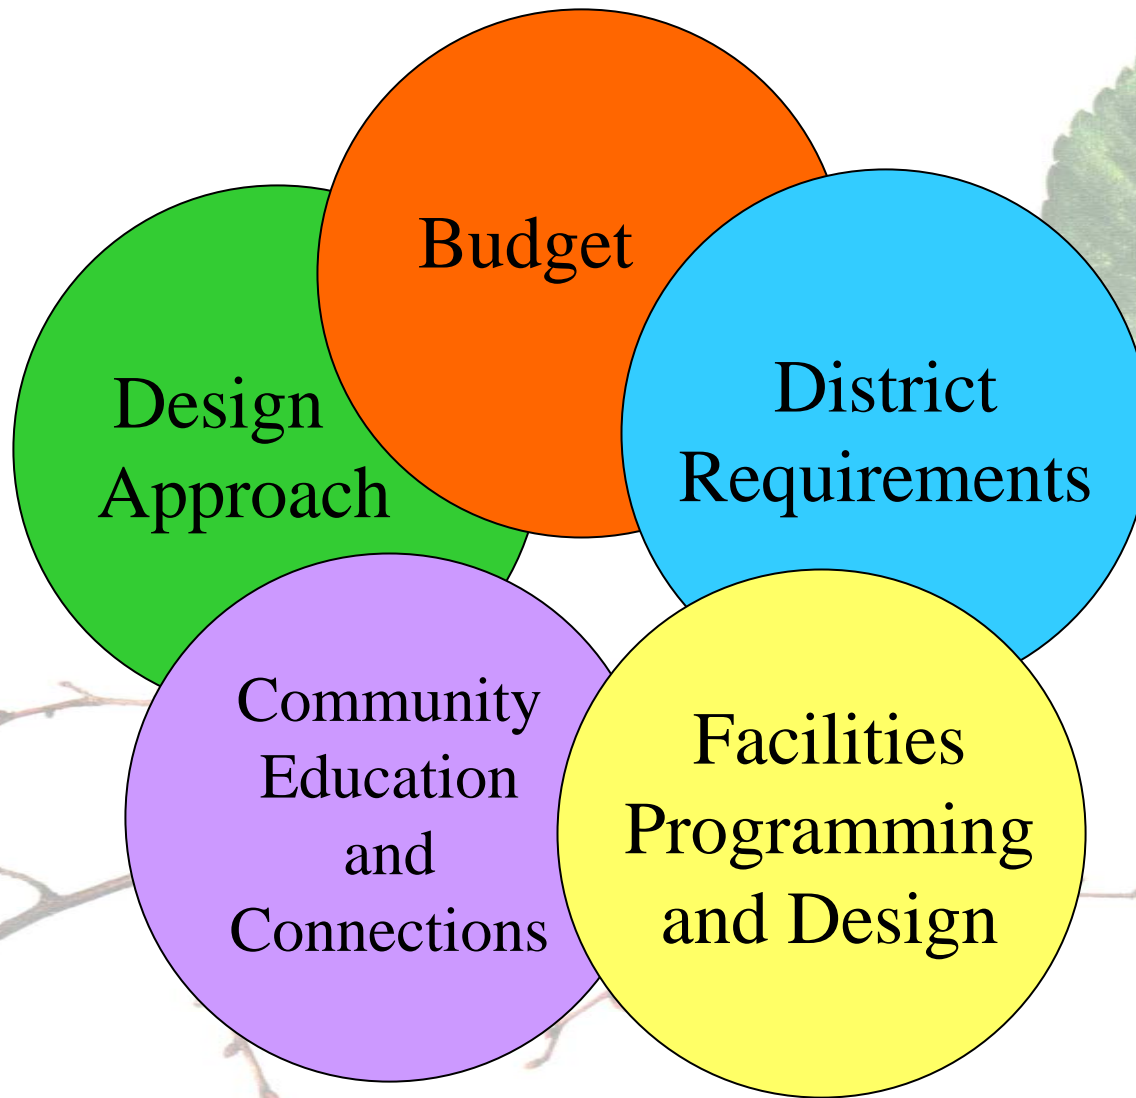 Budget
Design
Approach
District
Requirements
Community
Education
and
Connections
Facilities
Programming
and Design